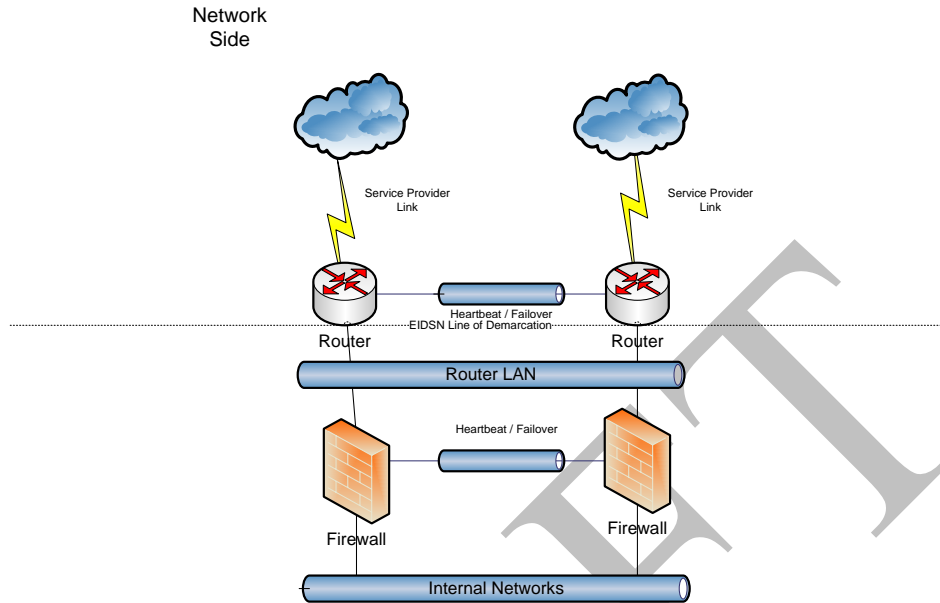 Network
Side
Service Provider
Link
Service Provider
Link
Heartbeat / Failover
EIDSN Line of Demarcation
Router
Router
Router LAN
Heartbeat / Failover
Firewall
Firewall
Internal Networks
FT